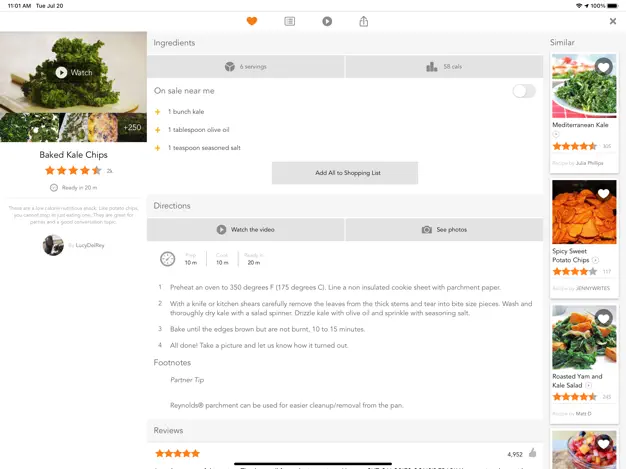 11:01 AM Tue Jul 20
100%
Ingredients
Similar
6 servings
58 cals
Watch
On sale near me
1 bunch kale
+250
1 tablespoon olive oil
Mediterranean Kale
Baked Kale Chips
1 teaspoon seasoned salt
305
2k
Recipe by Julie Phillips
Ready in 20 m
Add All to Shopping List
These are a low calorie nutritious snack. Like potato chips,
you cannot stop at just eating one. They are great for
parties and a good conversation topic.
Directions
By LucyDelRey
Watch the video
See photos
Spicy Sweet
Potato Chips
Prep
10 m
Cook
10 m
Ready In
20 m
117
Recipe by JENNYWRITES
1 Preheat an oven to 350 degrees F (175 degrees C). Line a non insulated cookie sheet with parchment paper.
2 With a knife or kitchen shears carefully remove the leaves from the thick stems and tear into bite size pieces. Wash and
thoroughly dry kale with a salad spinner. Drizzle kale with olive oil and sprinkle with seasoning salt.
3 Bake until the edges brown but are not burnt, 10 to 15 minutes.
4 All done! Take a picture and let us know how it turned out.
Footnotes
Partner Tip
Roasted Yam and
Kale Salad
243
Reynolds® parchment can be used for easier cleanup/removal from the pan.
Recipe by Matt D
Reviews
4,952